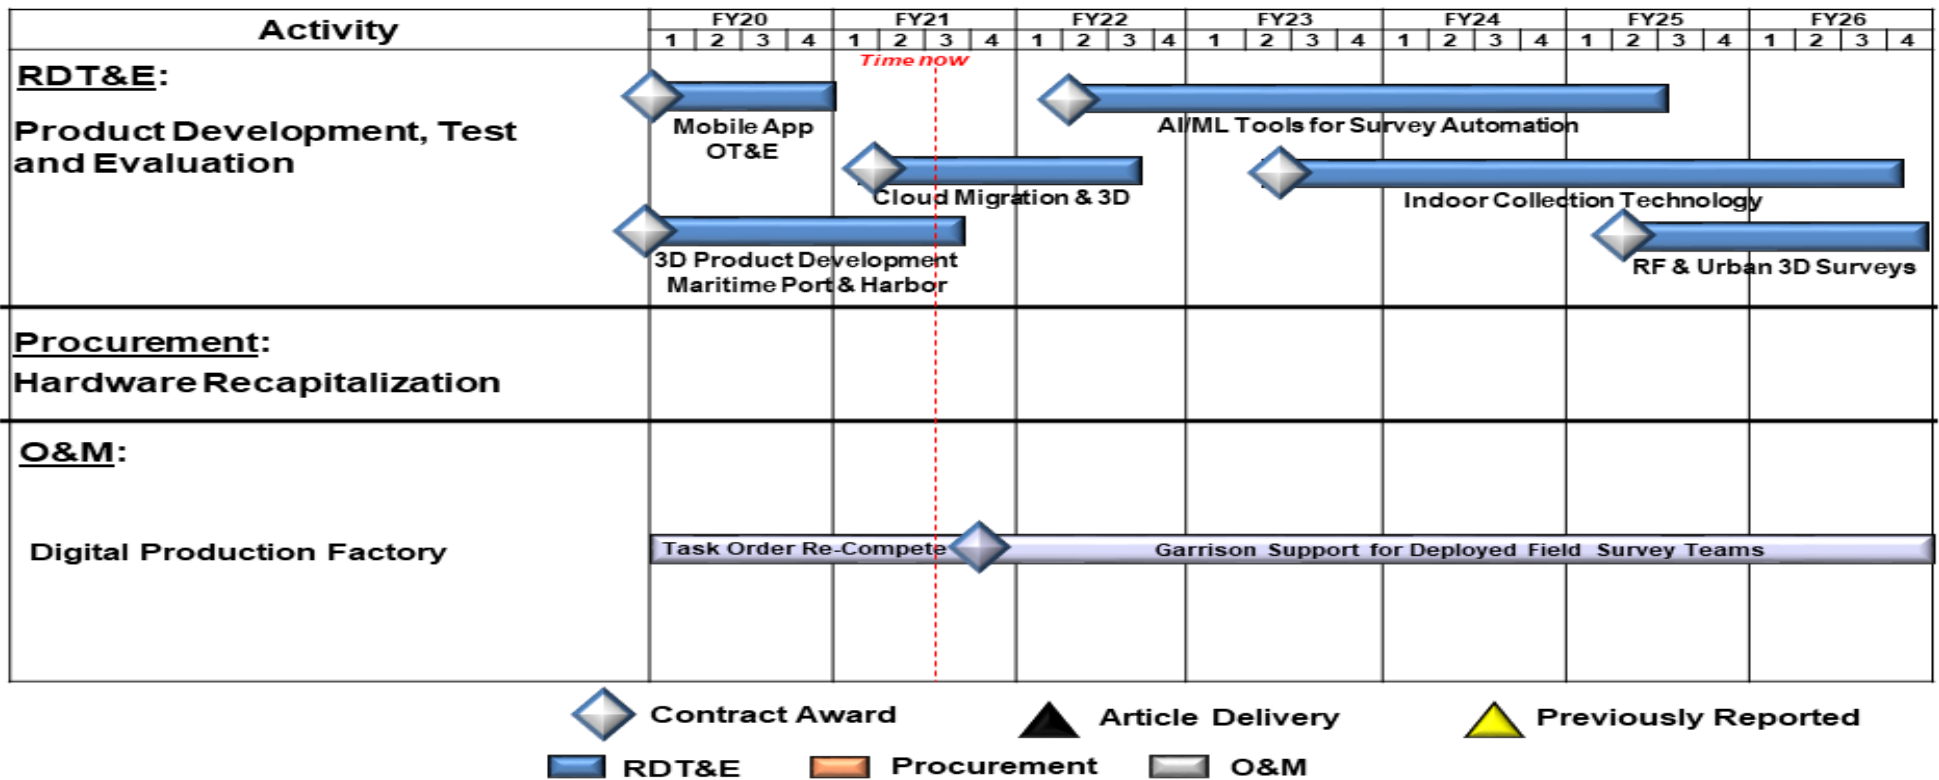 Activity
FY20 FY21 FY22 FY23 FY24 FY25 FY26
1 2 3 4 1 2 3 4 1 2 3 4 1 2 3 4 1 2 3 4 1 2 3 4 1 2 3 4
Time now
RDT&E:
Product Development, Test
and Evaluation
Mobile App
OT&E
AI/ML Tools for Survey Automation
Cloud Migration & 3D
Indoor Collection Technology
3D Product Development
Maritime Port & Harbor
RF & Urban 3D Surveys
Procurement:
Hardware Recapitalization
O&M:
Digital Production Factory
Task Order Re-Compete
Garrison Support for Deployed Field Survey Teams
Contract Award
Article Delivery
Previously Reported
RDT&E
Procurement
O&M